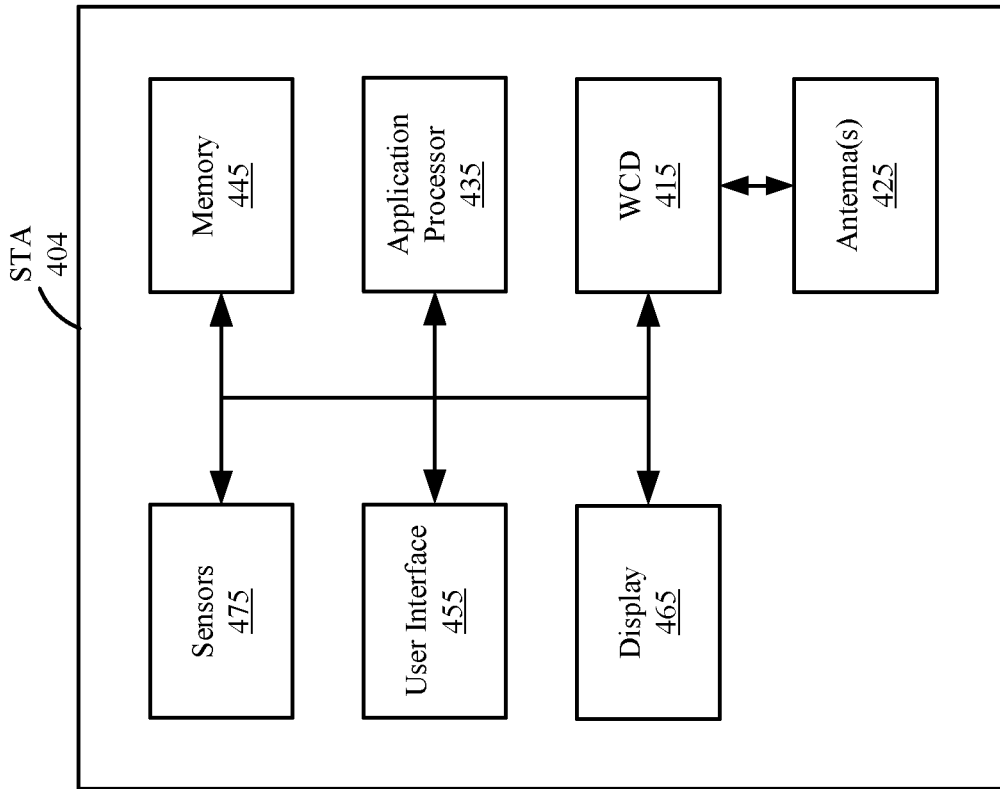 STA
404
Sensors
475
Memory
445
User Interface
455
Application
Processor
435
Display
465
WCD
415
Antenna(s)
425